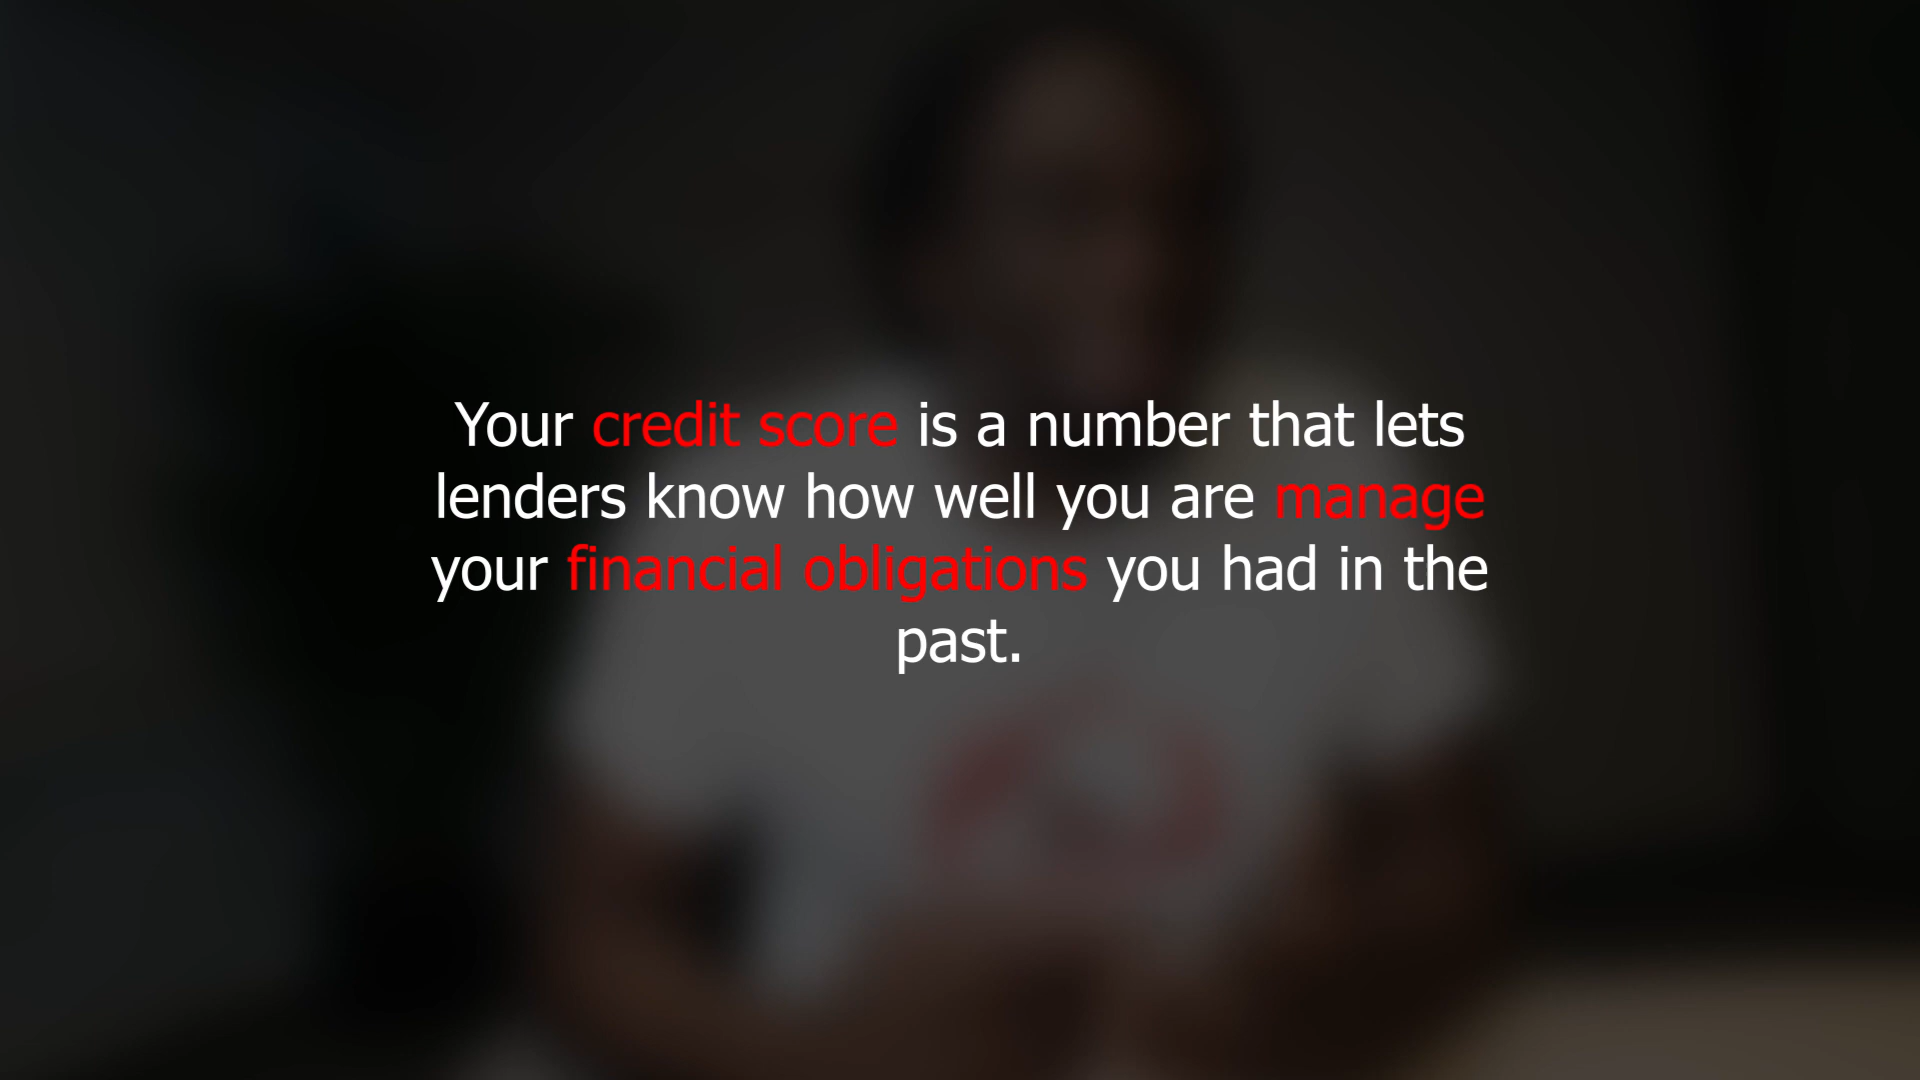 Your credit score is a number that lets
lenders know how well you are manage
your financial obligations you had in the
past.